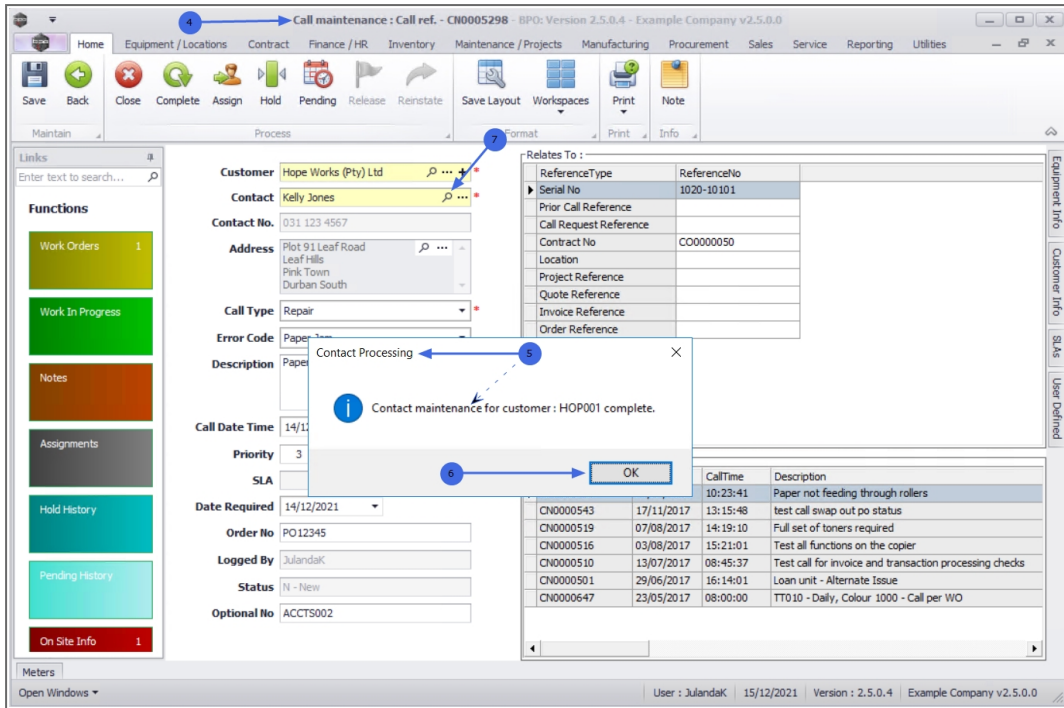 4
Call maintenance : Call ref. - CN0005298 - BPO: Version 2.5.0.4 - Example Company v2.5.0.0
Home Equipment / Locations Contract Finance / HR Inventory Maintenance / Projects Manufacturing Procurement Sales Service Reporting Utilities
Save Back Close Complete Assign Hold Pending Release Reinstate Save Layout Workspaces Print Note
Maintain Process Format Print Info
7
Links
Enter text to search...
Functions
Work Orders 1
Work In Progress
Notes
Assignments
Hold History
Pending History
On Site Info 1
Customer Hope Works (Pty) Ltd *
Contact Kelly Jones *
Contact No. 031 123 4567
Address Plot 91 Leaf Road
Leaf Hills
Pink Town
Durban South
Call Type Repair *
Error Code
Description
Call Date Time
Priority 3
SLA
Date Required 14/12/2021
Order No PO12345
Logged By JulandaK
Status N - New
Optional No ACCTS002
Relates To :
ReferenceType ReferenceNo
Serial No 1020-10101
Prior Call Reference
Call Request Reference
Contract No CO0000050
Location
Project Reference
Quote Reference
Invoice Reference
Order Reference
Contact Processing
5
Contact maintenance for customer : HOP001 complete.
6
OK
CallTime Description
10:23:41 Paper not feeding through rollers
CN0000543 17/11/2017 13:15:48 test call swap out po status
CN0000519 07/08/2017 14:19:10 Full set of toners required
CN0000516 03/08/2017 15:21:01 Test all functions on the copier
CN0000510 13/07/2017 08:45:37 Test call for invoice and transaction processing checks
CN0000501 29/06/2017 16:14:01 Loan unit - Alternate Issue
CN0000647 23/05/2017 08:00:00 TT010 - Daily, Colour 1000 - Call per WO
Equipment Info
Customer Info
SLAs
User Defined
Meters
Open Windows User : JulandaK 15/12/2021 Version : 2.5.0.4 Example Company v2.5.0.0